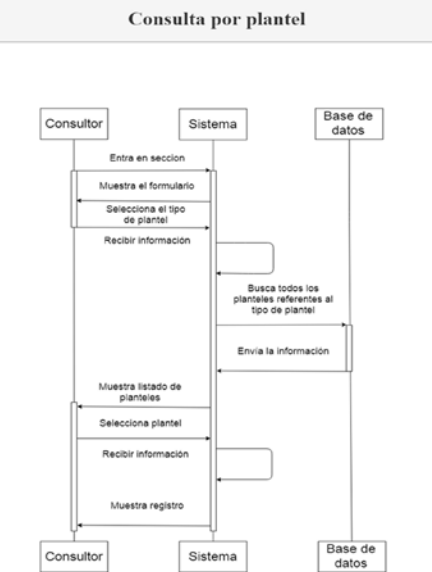 Consulta por plantel
Consultor
Sistema
Base de
datos
Entra en seccion
Muestra el formulario
Selecciona el tipo
de plantel
Recibir información
Busca todos los
planteles referentes al
tipo de plantel
Envía la información
Muestra listado de
planteles
Selecciona plantel
Recibir información
Muestra registro
Consultor
Sistema
Base de
datos